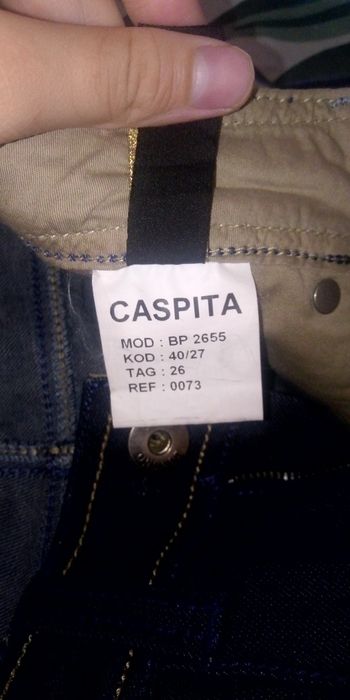 CASPITA
MOD : BP 2655
KOD : 40/27
TAG : 26
REF : 0073